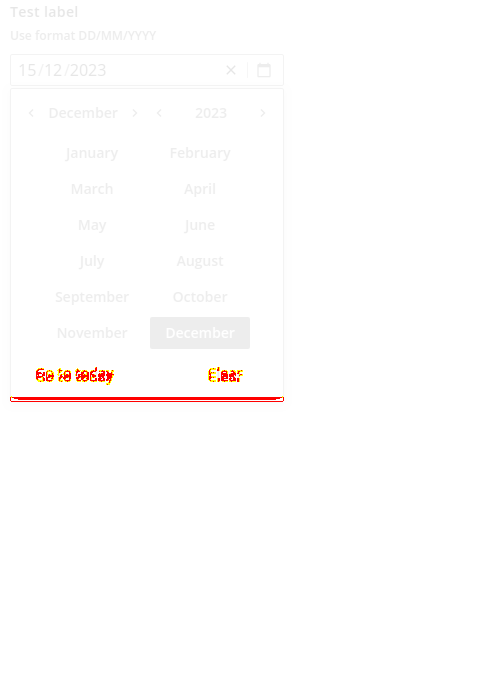 Test label
Use format DD/MM/YYYY
15/12/2023
December 2023
January February
March April
May June
July August
September October
November December
Go to today Clear